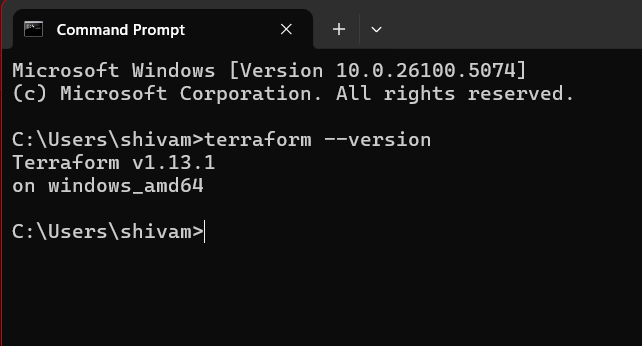 Command Prompt
Microsoft Windows [Version 10.0.26100.5074]
(c) Microsoft Corporation. All rights reserved.
C:\Users\shivam>terraform --version
Terraform v1.13.1
on windows_amd64
C:\Users\shivam>